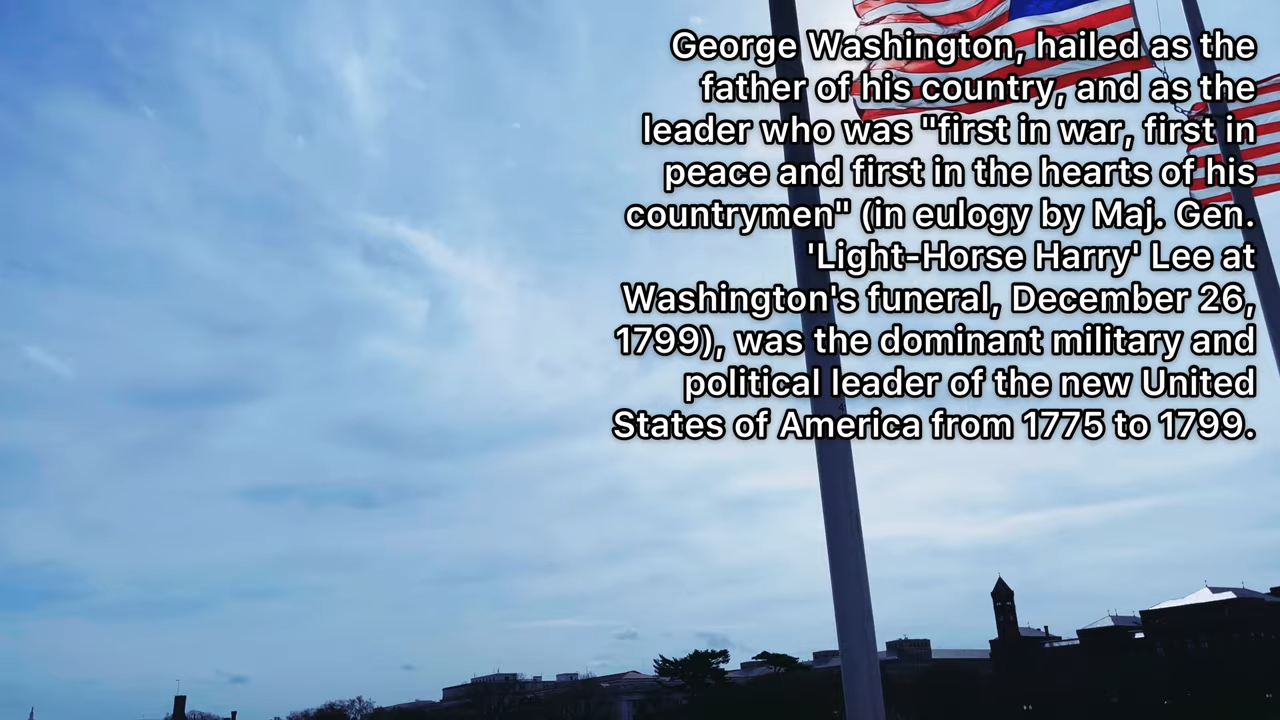 George Washington, hailed as the
father of his country, and as the
leader who was "first in war, first in
peace and first in the hearts of his
countrymen" (in eulogy by Maj. Gen.
'Light-Horse Harry' Lee at
Washington's funeral, December 26,
1799), was the dominant military and
political leader of the new United
States of America from 1775 to 1799.